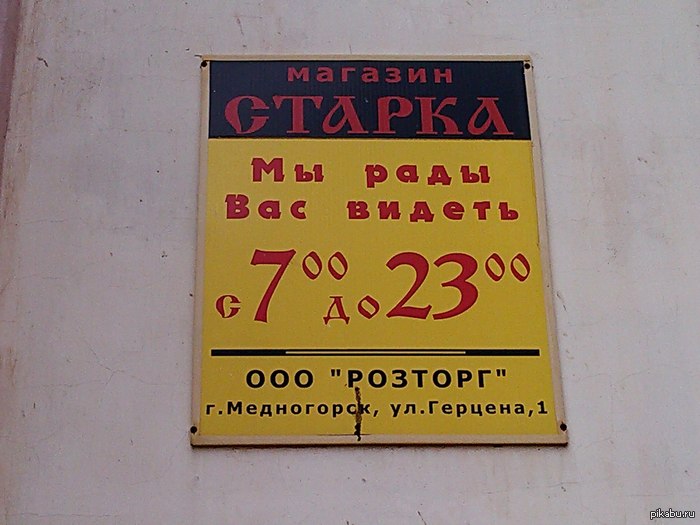 магазин
СТАРКА
Мы рады
Вас видеть
с 7⁰⁰ до 23⁰⁰
ООО "РОЗТОРГ"
г.Медногорск, ул.Герцена,1
pikabu.ru